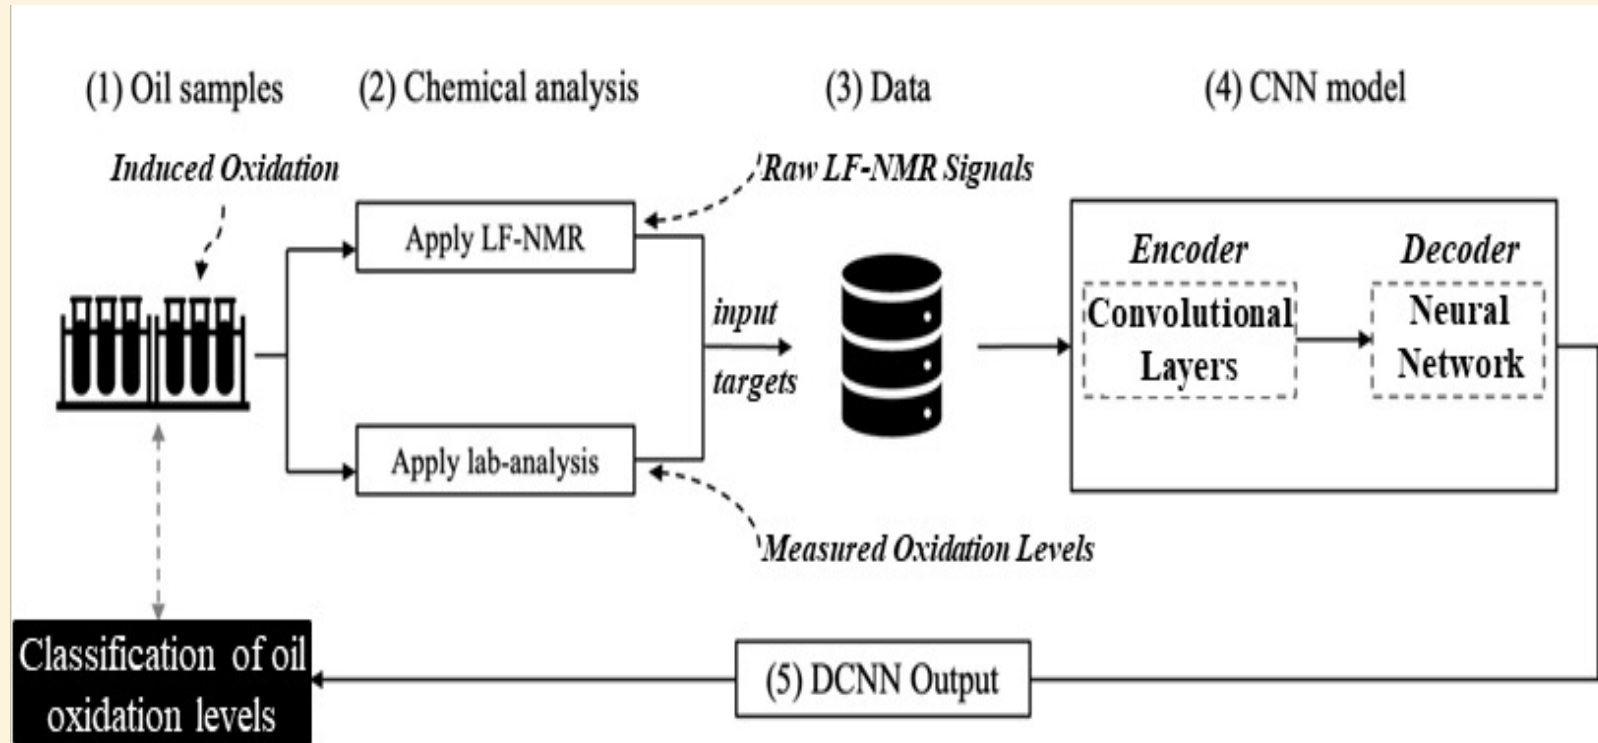 (1) Oil samples
(2) Chemical analysis
(3) Data
(4) CNN model
Induced Oxidation
Raw LF-NMR Signals
Apply LF-NMR
input
targets
Apply lab-analysis
Measured Oxidation Levels
Encoder
Convolutional
Layers
Decoder
Neural
Network
(5) DCNN Output
Classification of oil
oxidation levels